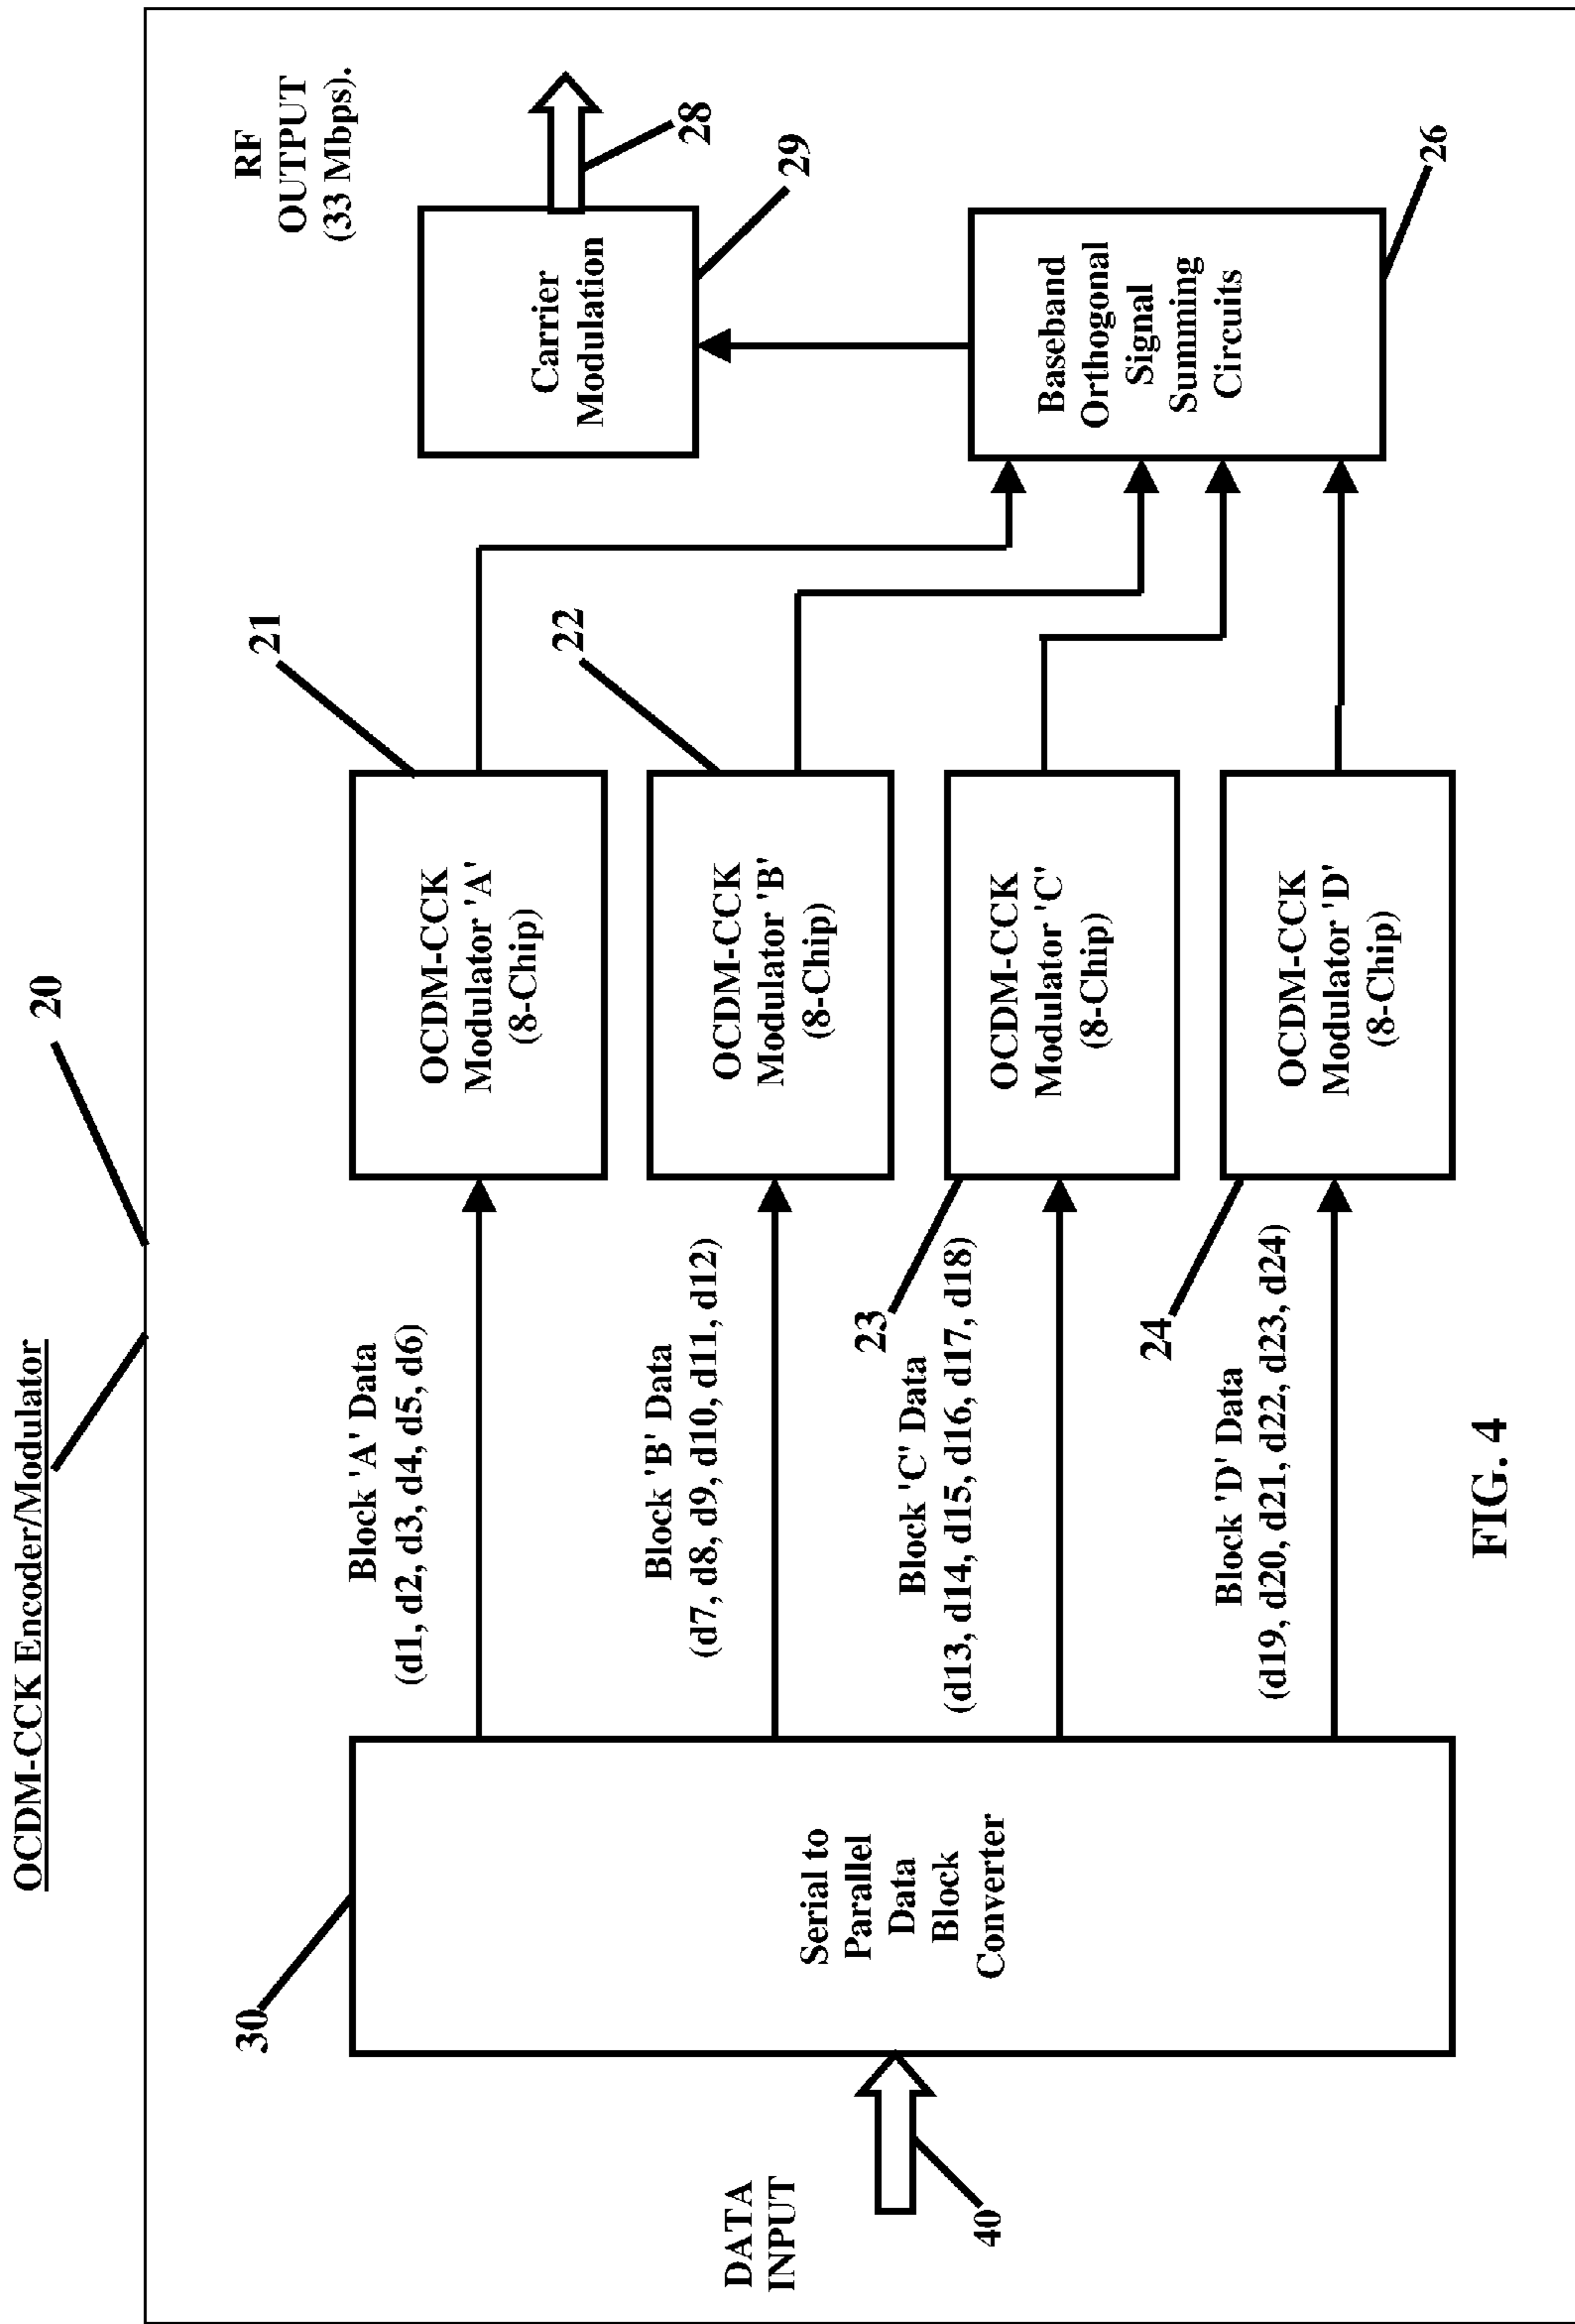 OCDM-CCK Encoder/Modulator
20
DATA
INPUT
40
30
Serial to
Parallel
Data
Block
Converter
Block 'A' Data
(d1, d2, d3, d4, d5, d6)
Block 'B' Data
(d7, d8, d9, d10, d11, d12)
Block 'C' Data
(d13, d14, d15, d16, d17, d18)
Block 'D' Data
(d19, d20, d21, d22, d23, d24)
21
OCDM-CCK
Modulator 'A'
(8-Chip)
22
OCDM-CCK
Modulator 'B'
(8-Chip)
23
OCDM-CCK
Modulator 'C'
(8-Chip)
24
OCDM-CCK
Modulator 'D'
(8-Chip)
RF
OUTPUT
(33 Mbps).
28
Carrier
Modulation
29
Baseband
Orthogonal
Signal
Summing
Circuits
26
FIG. 4